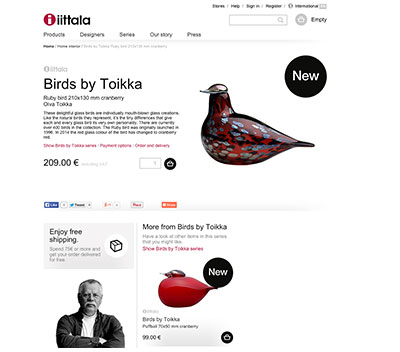 Stores Help Sign in Register International
iittala
Empty
Products Designers Series Our story Press
Home / Home interior / Birds by Toikka Ruby bird 210x130 mm cranberry
iittala
New
Birds by Toikka
Ruby bird 210x130 mm cranberry
Oiva Toikka
These delightful glass birds are individually mouth-blown glass creations.
Like the natural birds they represent, it's the tiny differences that give
each and every glass bird its very own personality. There are currently
over 400 birds in the collection. The Ruby bird was originally launched in
1998. In 2014 the red glass colour of the bird has changed to cranberry
red.
Show Birds by Toikka series Payment options Order and delivery
209.00 € including VAT
Like Tweet Share
Enjoy free
shipping.
Spend 75€ or more and
get your order delivered
for free.
More from Birds by Toikka
Have a look at other items in this series
that you might like.
Show Birds by Toikka series
New
iittala
Birds by Toikka
Puffball 70x50 mm cranberry
99.00 €